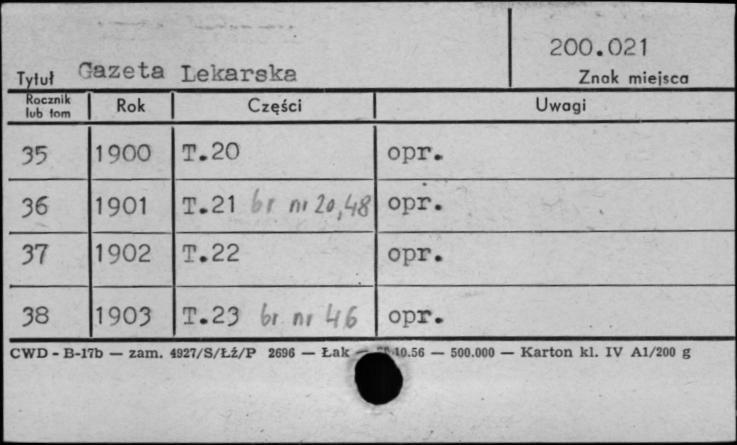 200.021
Tytuł Gazeta Lekarska Znak miejsca
Rocznik lub tom Rok Części Uwagi
35 1900 T.20 opr.
36 1901 T.21 br nr 20,48 opr.
37 1902 T.22 opr.
38 1903 T.23 br nr 46 opr.
CWD - B-17b — zam. 4927/S/Łź/P 2696 — Łak — 10.56 — 500.000 — Karton kl. IV A1/200 g